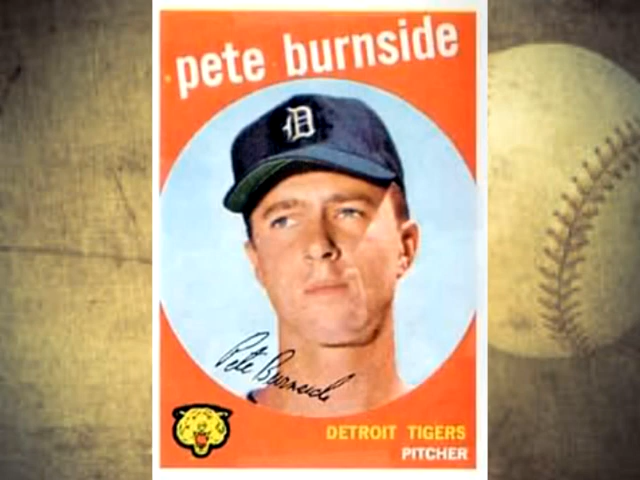 pete burnside
D
Pete Burnside
DETROIT TIGERS
PITCHER